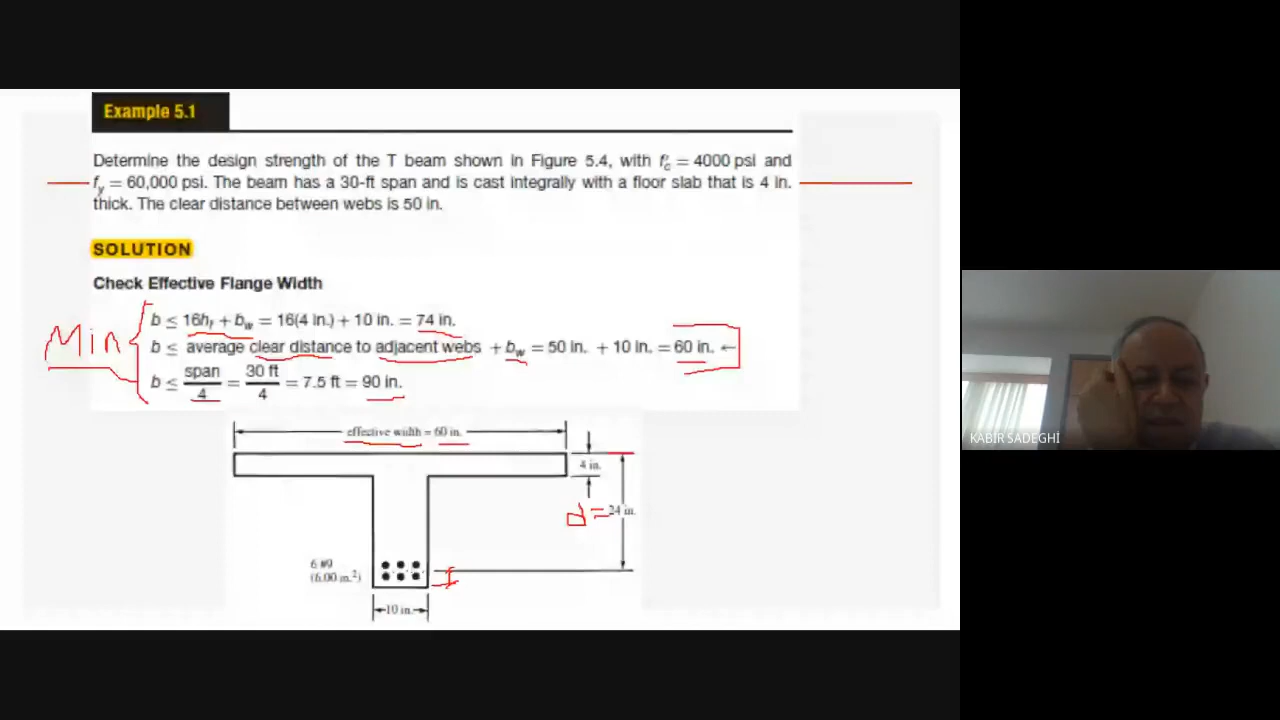 Example 5.1
Determine the design strength of the T beam shown in Figure 5.4, with f′c = 4000 psi and
fy = 60,000 psi. The beam has a 30-ft span and is cast integrally with a floor slab that is 4 in.
thick. The clear distance between webs is 50 in.
SOLUTION
Check Effective Flange Width
Min
b ≤ 16hf + bw = 16(4 in.) + 10 in. = 74 in.
b ≤ average clear distance to adjacent webs + bw = 50 in. + 10 in. = 60 in. ←
b ≤ span/4 = 30 ft/4 = 7.5 ft = 90 in.
effective width = 60 in.
4 in.
d = 24 in.
6 #9
(6.00 in.²)
10 in.
KABIR SADEGHİ